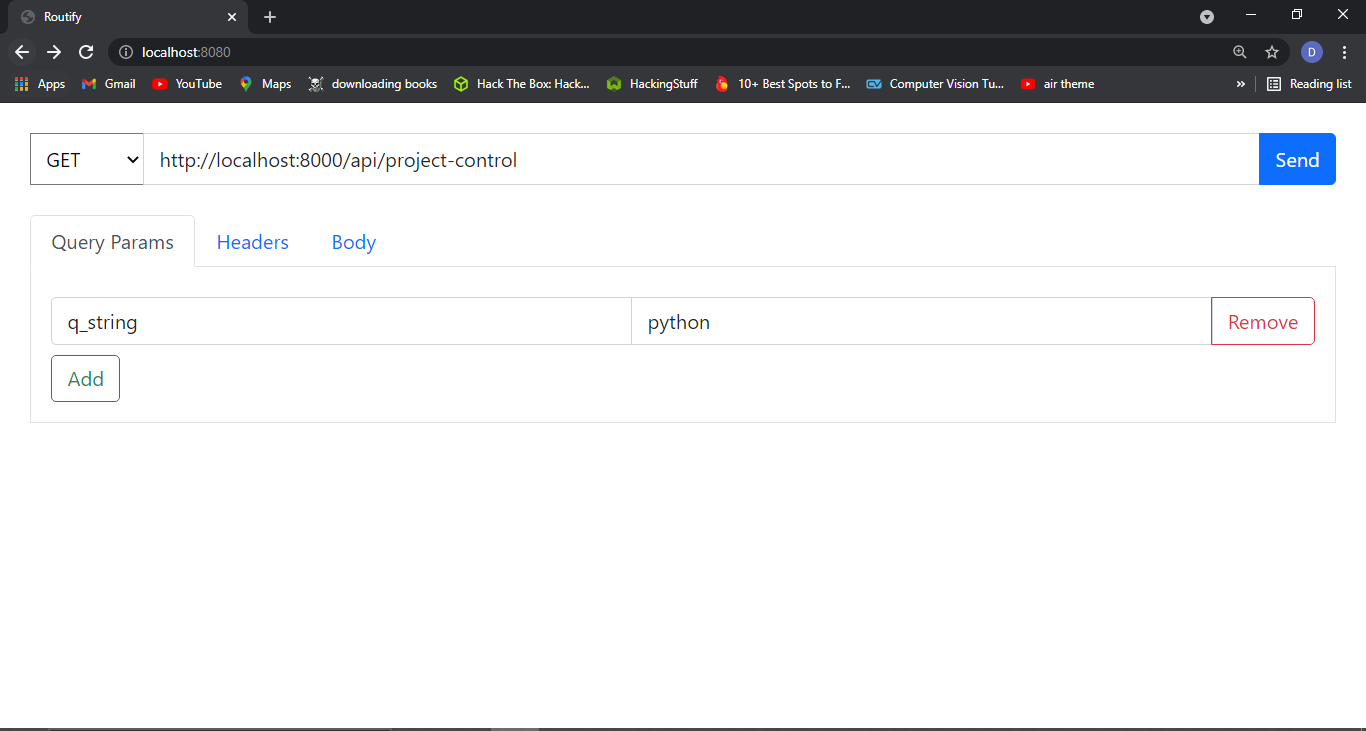 Routify
localhost:8080
Apps Gmail YouTube Maps downloading books Hack The Box: Hack... HackingStuff 10+ Best Spots to F... Computer Vision Tu... air theme » Reading list
D
GET http://localhost:8000/api/project-control Send
Query Params Headers Body
q_string python Remove
Add